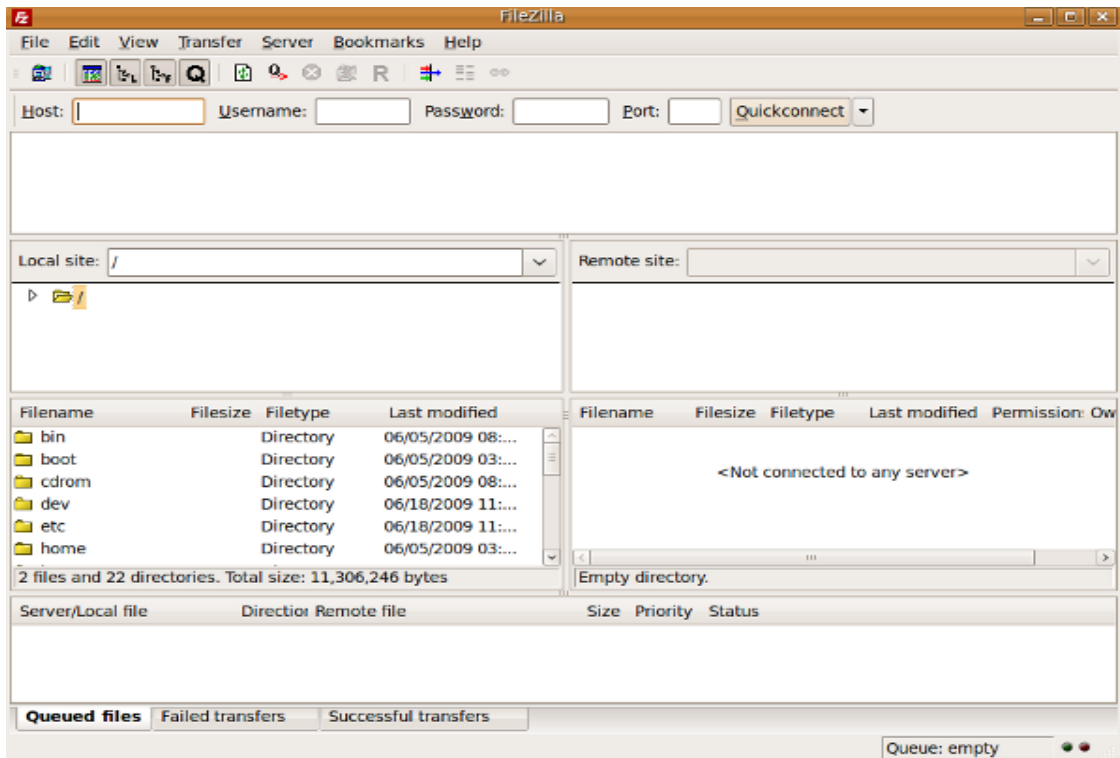 FileZilla
File Edit View Transfer Server Bookmarks Help
Q R
Host: Username: Password: Port: Quickconnect
Local site: / Remote site:
/
Filename Filesize Filetype Last modified Filename Filesize Filetype Last modified Permission: Ow
bin Directory 06/05/2009 08:...
boot Directory 06/05/2009 03:...
cdrom Directory 06/05/2009 08:...
dev Directory 06/18/2009 11:...
etc Directory 06/18/2009 11:...
home Directory 06/05/2009 03:...
<Not connected to any server>
2 files and 22 directories. Total size: 11,306,246 bytes Empty directory.
Server/Local file Direction Remote file Size Priority Status
Queued files Failed transfers Successful transfers
Queue: empty